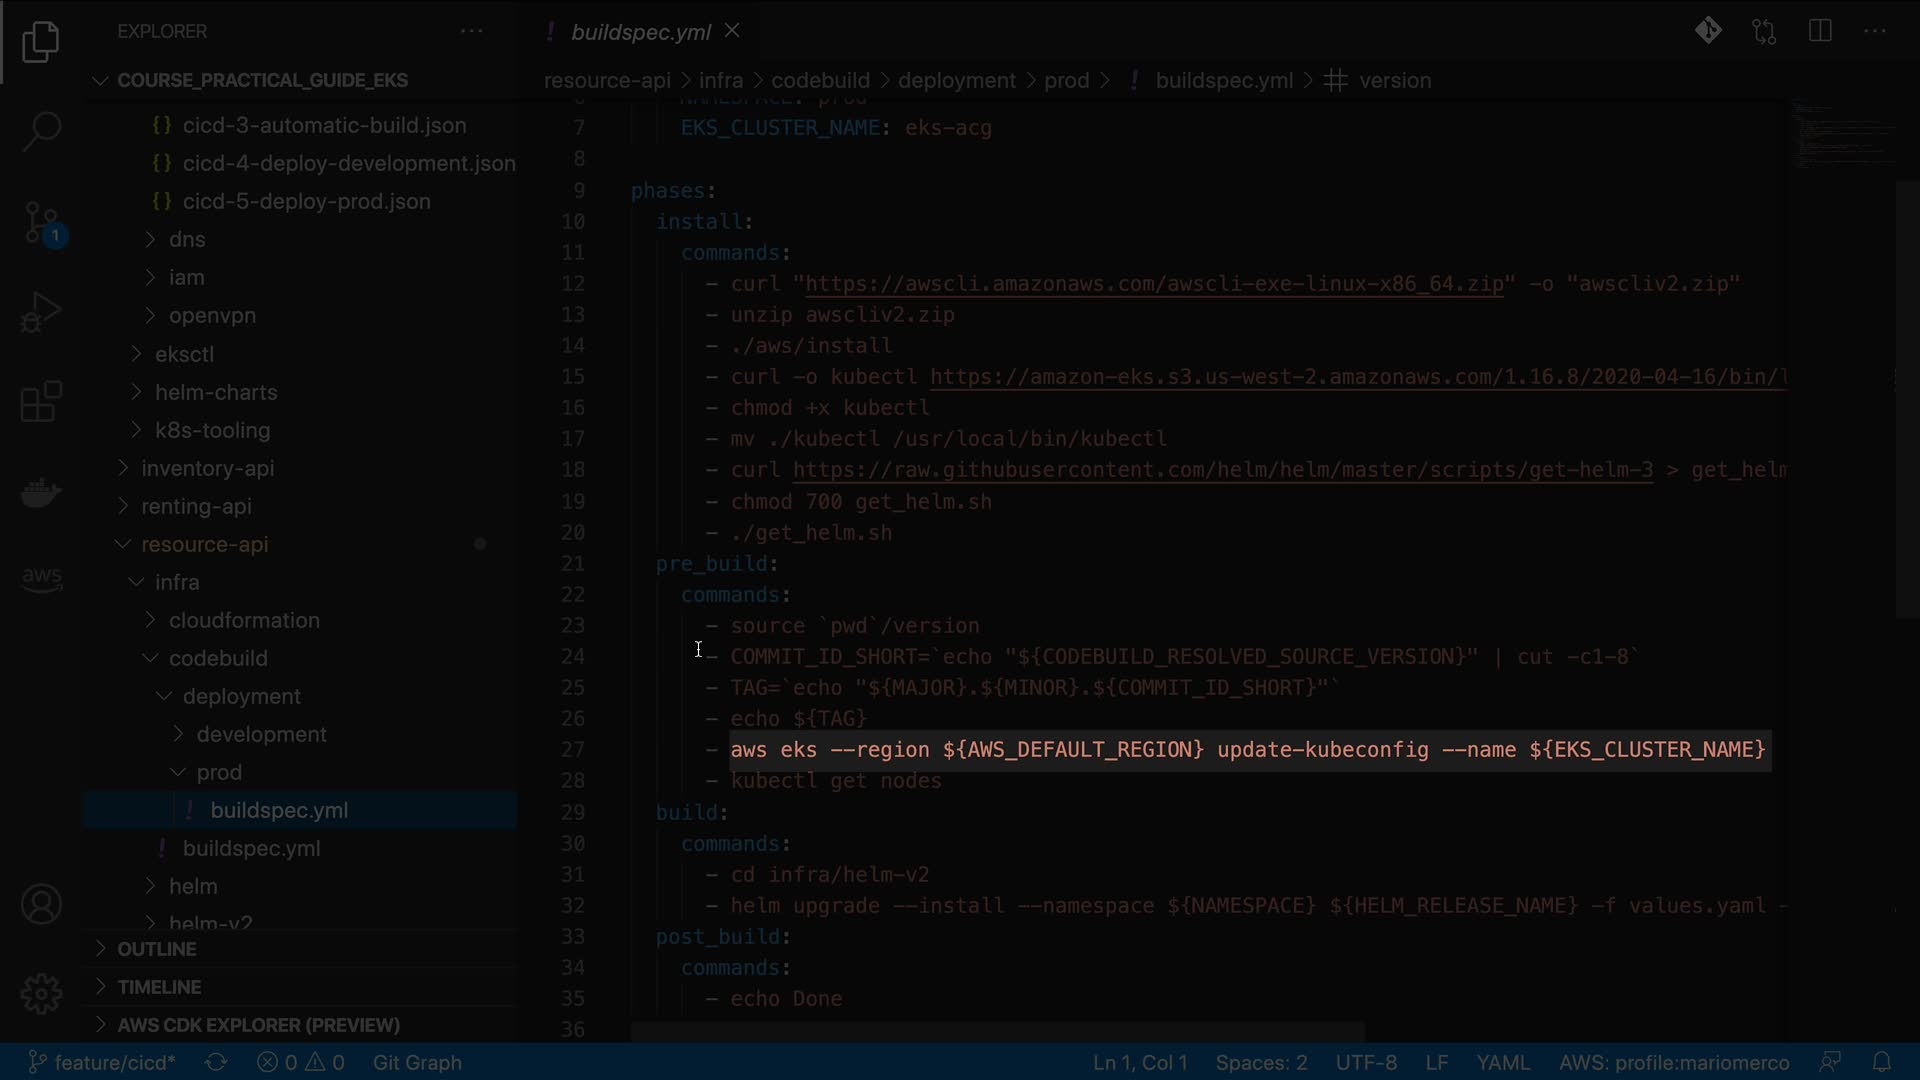 EXPLORER
COURSE_PRACTICAL_GUIDE_EKS
{} cicd-3-automatic-build.json
{} cicd-4-deploy-development.json
{} cicd-5-deploy-prod.json
dns
iam
openvpn
eksctl
helm-charts
k8s-tooling
inventory-api
renting-api
resource-api
infra
cloudformation
codebuild
deployment
development
prod
! buildspec.yml
! buildspec.yml
helm
helm-v2
OUTLINE
TIMELINE
AWS CDK EXPLORER (PREVIEW)
1
aws
! buildspec.yml
resource-api > infra > codebuild > deployment > prod > ! buildspec.yml > # version
6 NAMESPACE: prod
7 EKS_CLUSTER_NAME: eks-acg
8
9 phases:
10 install:
11 commands:
12 - curl "https://awscli.amazonaws.com/awscli-exe-linux-x86_64.zip" -o "awscliv2.zip"
13 - unzip awscliv2.zip
14 - ./aws/install
15 - curl -o kubectl https://amazon-eks.s3.us-west-2.amazonaws.com/1.16.8/2020-04-16/bin/l
16 - chmod +x kubectl
17 - mv ./kubectl /usr/local/bin/kubectl
18 - curl https://raw.githubusercontent.com/helm/helm/master/scripts/get-helm-3 > get_helm
19 - chmod 700 get_helm.sh
20 - ./get_helm.sh
21 pre_build:
22 commands:
23 - source `pwd`/version
24 - COMMIT_ID_SHORT=`echo "${CODEBUILD_RESOLVED_SOURCE_VERSION}" | cut -c1-8`
25 - TAG=`echo "${MAJOR}.${MINOR}.${COMMIT_ID_SHORT}"`
26 - echo ${TAG}
27 - aws eks --region ${AWS_DEFAULT_REGION} update-kubeconfig --name ${EKS_CLUSTER_NAME}
28 - kubectl get nodes
29 build:
30 commands:
31 - cd infra/helm-v2
32 - helm upgrade --install --namespace ${NAMESPACE} ${HELM_RELEASE_NAME} -f values.yaml -
33 post_build:
34 commands:
35 - echo Done
36
feature/cicd* 0 0 Git Graph Ln 1, Col 1 Spaces: 2 UTF-8 LF YAML AWS: profile:mariomerco